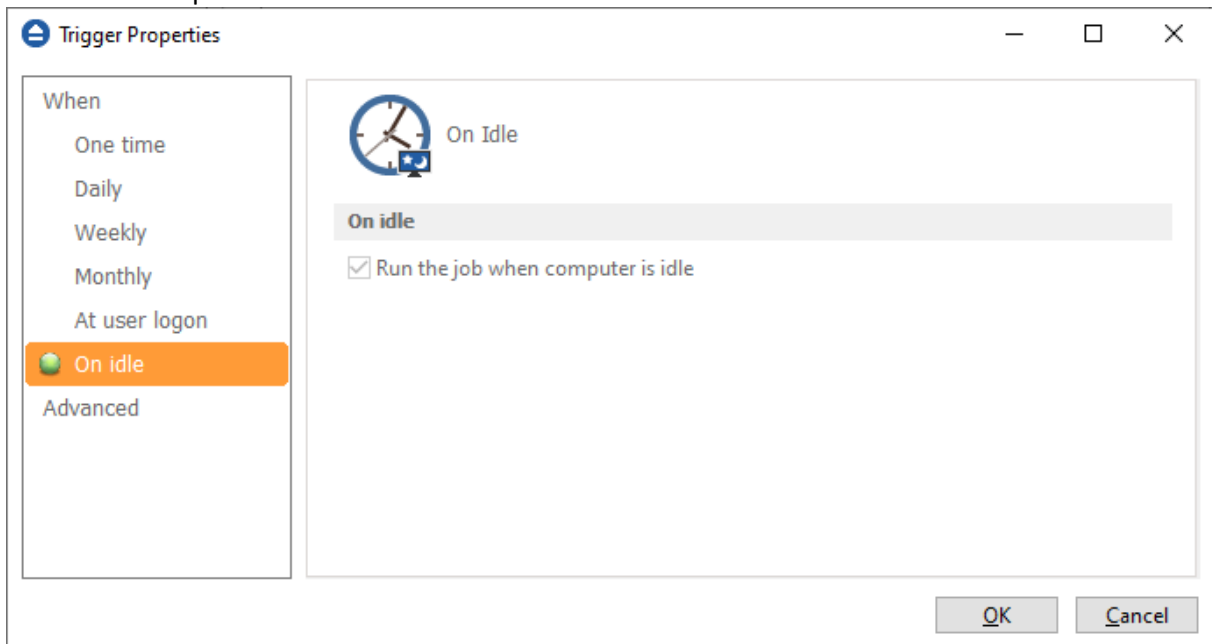 Trigger Properties
When
One time
Daily
Weekly
Monthly
At user logon
On idle
Advanced
On Idle
On idle
Run the job when computer is idle
OK
Cancel